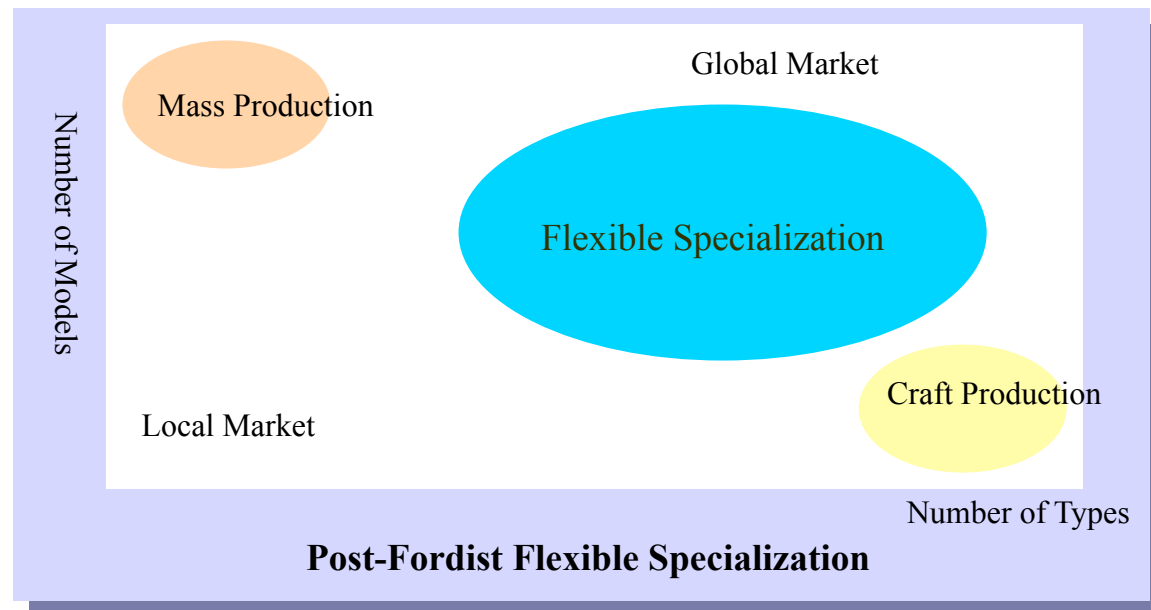 Global Market
Mass Production
Number of Models
Flexible Specialization
Craft Production
Local Market
Number of Types
Post-Fordist Flexible Specialization